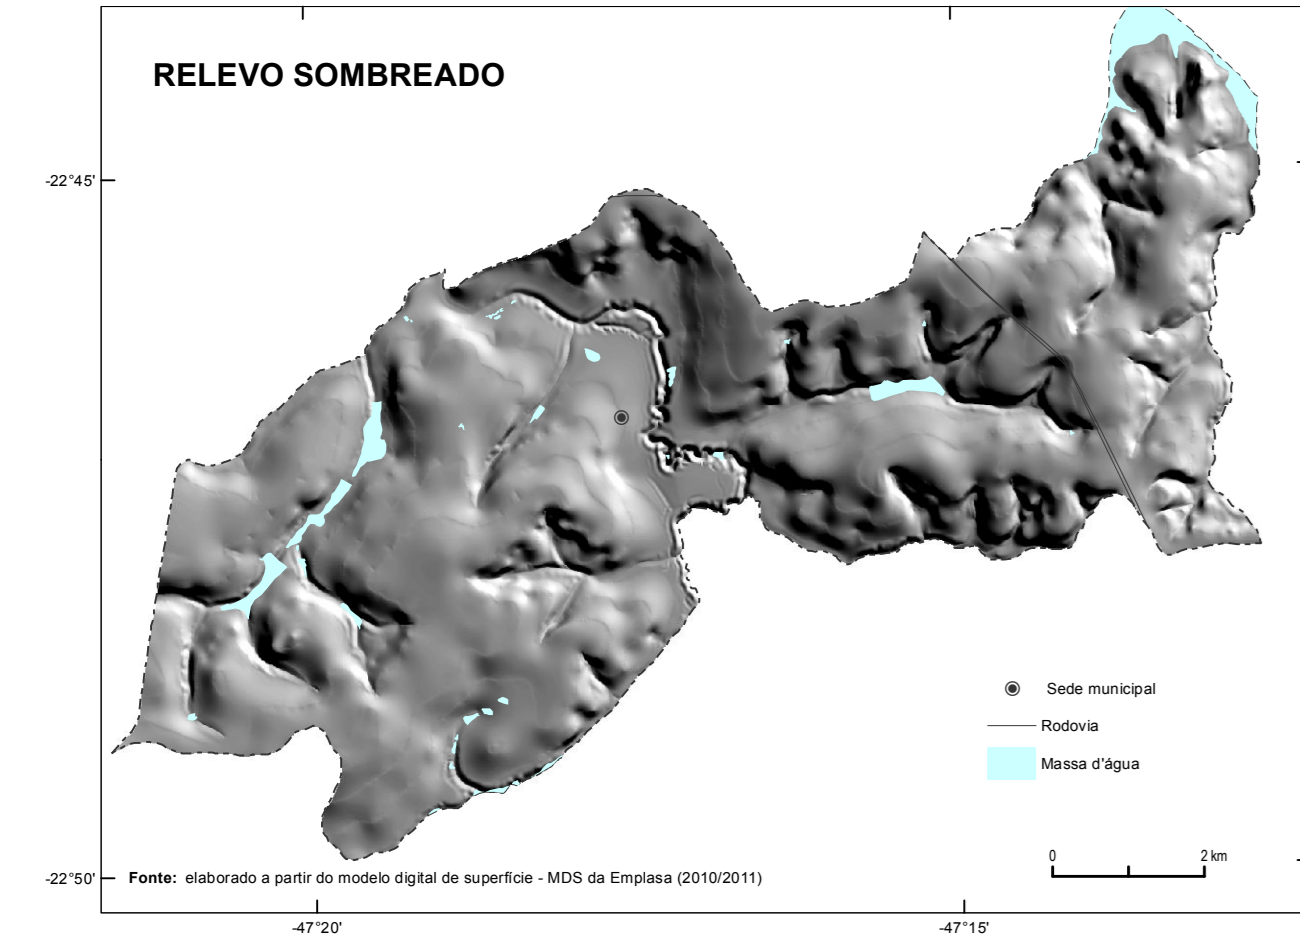 RELEVO SOMBREADO
-22°45'
Sede municipal
Rodovia
Massa d'água
0 2 km
-22°50'
Fonte: elaborado a partir do modelo digital de superfície - MDS da Emplasa (2010/2011)
-47°20' -47°15'